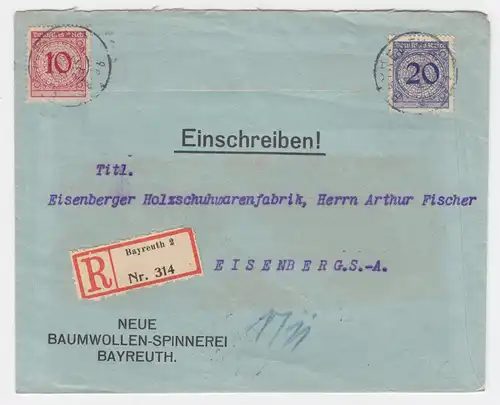 10
20
Einschreiben!
Titl.
Eisenberger Holzschuhwarenfabrik, Herrn Arthur Fischer
R
Bayreuth 2
Nr. 314
EISENBERG.S.-A.
NEUE
BAUMWOLLEN-SPINNEREI
BAYREUTH.